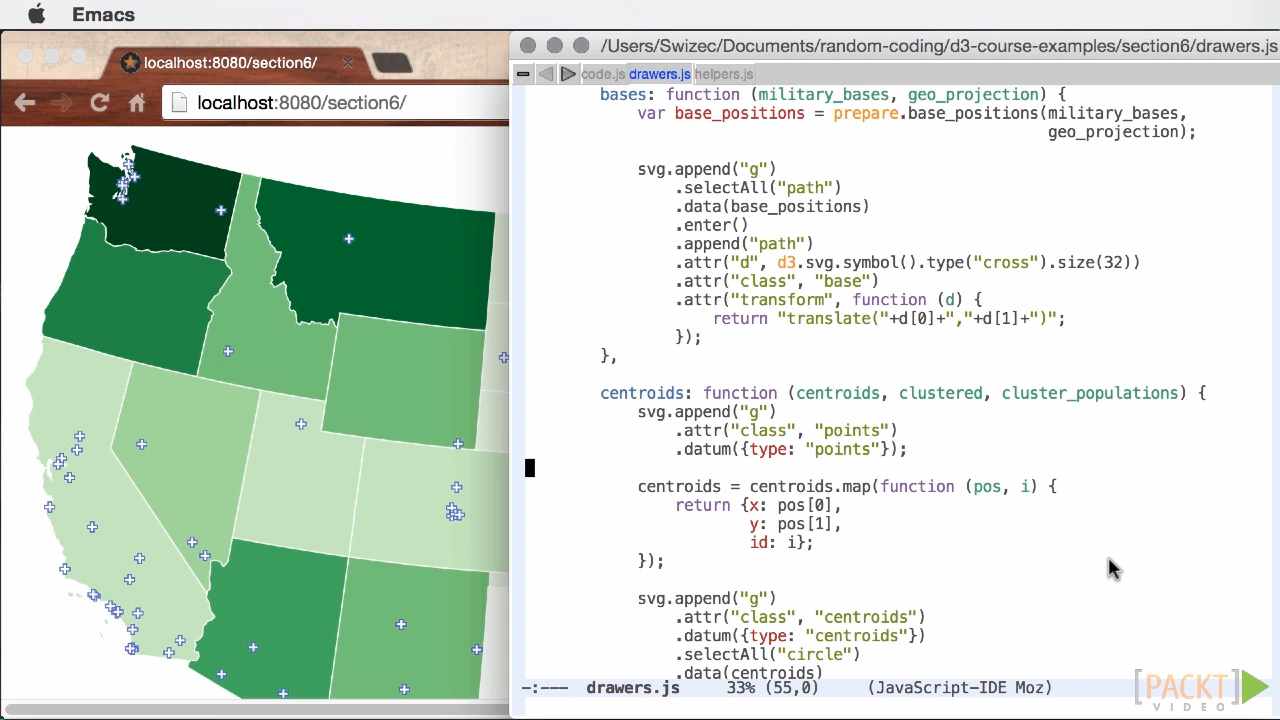 Emacs
localhost:8080/section6/
localhost:8080/section6/
/Users/Swizec/Documents/random-coding/d3-course-examples/section6/drawers.js
code.js drawers.js helpers.js
bases: function (military_bases, geo_projection) {
var base_positions = prepare.base_positions(military_bases,
geo_projection);
svg.append("g")
.selectAll("path")
.data(base_positions)
.enter()
.append("path")
.attr("d", d3.svg.symbol().type("cross").size(32))
.attr("class", "base")
.attr("transform", function (d) {
return "translate("+d[0]+","+d[1]+")";
});
},
centroids: function (centroids, clustered, cluster_populations) {
svg.append("g")
.attr("class", "points")
.datum({type: "points"});
centroids = centroids.map(function (pos, i) {
return {x: pos[0],
y: pos[1],
id: i};
});
svg.append("g")
.attr("class", "centroids")
.datum({type: "centroids"})
.selectAll("circle")
.data(centroids)
-:--- drawers.js 33% (55,0) (JavaScript-IDE Moz)
[PACKT]
VIDEO